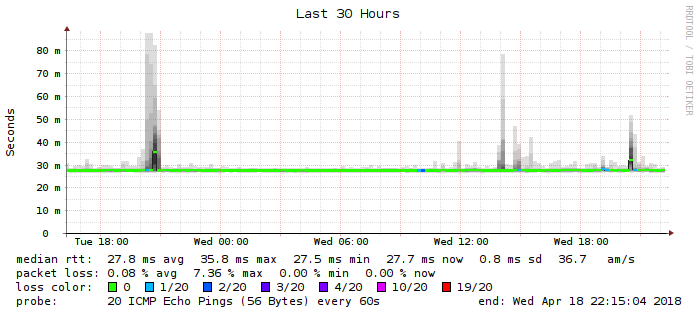 Last 30 Hours
RRDTOOL / TOBI OETIKER
Seconds
80 m
70 m
60 m
50 m
40 m
30 m
20 m
10 m
0
Tue 18:00 Wed 00:00 Wed 06:00 Wed 12:00 Wed 18:00
median rtt: 27.8 ms avg 35.8 ms max 27.5 ms min 27.7 ms now 0.8 ms sd 36.7 am/s
packet loss: 0.08 % avg 7.36 % max 0.00 % min 0.00 % now
loss color: 0 1/20 2/20 3/20 4/20 10/20 19/20
probe: 20 ICMP Echo Pings (56 Bytes) every 60s end: Wed Apr 18 22:15:04 2018